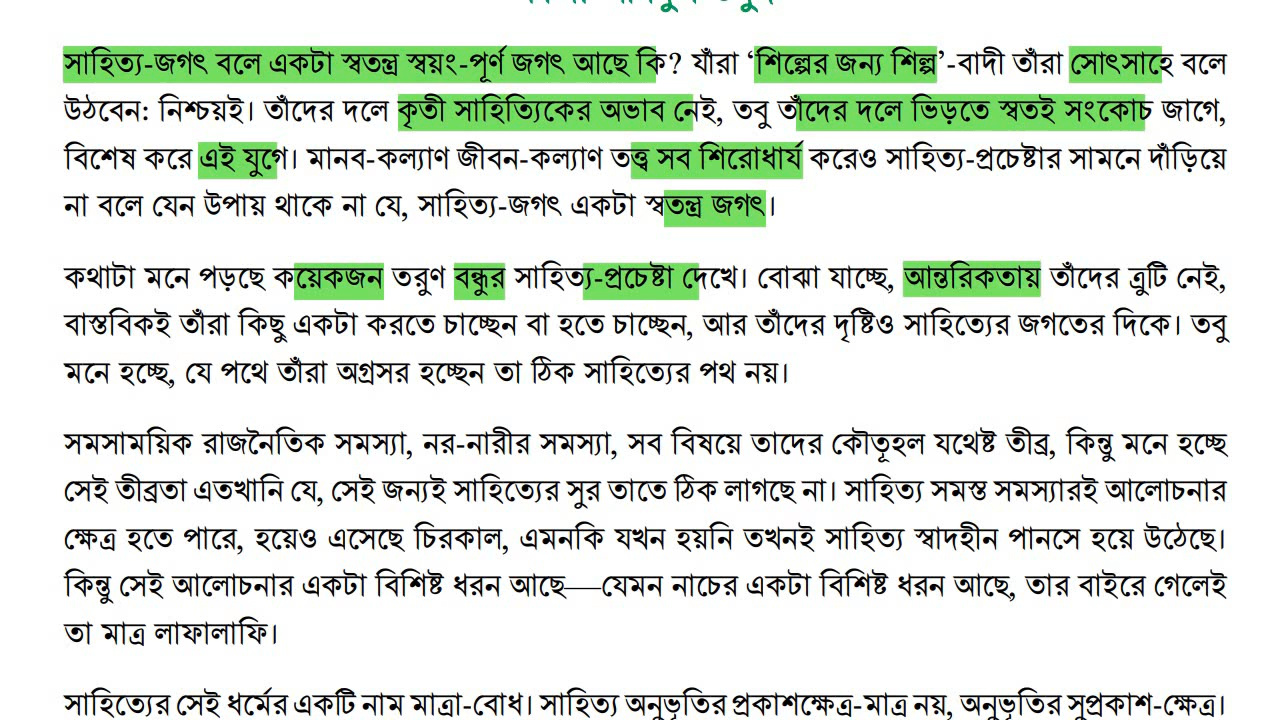 সাহিত্য-জগৎ বলে একটা স্বতন্ত্র স্বয়ং-পূর্ণ জগৎ আছে কি? যাঁরা ‘শিল্পের জন্য শিল্প’-বাদী তাঁরা সোৎসাহে বলে
উঠবেন: নিশ্চয়ই। তাঁদের দলে কৃতী সাহিত্যিকের অভাব নেই, তবু তাঁদের দলে ভিড়তে স্বতই সংকোচ জাগে,
বিশেষ করে এই যুগে। মানব-কল্যাণ জীবন-কল্যাণ তত্ত্ব সব শিরোধার্য করেও সাহিত্য-প্রচেষ্টার সামনে দাঁড়িয়ে
না বলে যেন উপায় থাকে না যে, সাহিত্য-জগৎ একটা স্বতন্ত্র জগৎ।
কথাটা মনে পড়ছে কয়েকজন তরুণ বন্ধুর সাহিত্য-প্রচেষ্টা দেখে। বোঝা যাচ্ছে, আন্তরিকতায় তাঁদের ত্রুটি নেই,
বাস্তবিকই তাঁরা কিছু একটা করতে চাচ্ছেন বা হতে চাচ্ছেন, আর তাঁদের দৃষ্টিও সাহিত্যের জগতের দিকে। তবু
মনে হচ্ছে, যে পথে তাঁরা অগ্রসর হচ্ছেন তা ঠিক সাহিত্যের পথ নয়।
সমসাময়িক রাজনৈতিক সমস্যা, নর-নারীর সমস্যা, সব বিষয়ে তাদের কৌতূহল যথেষ্ট তীব্র, কিন্তু মনে হচ্ছে
সেই তীব্রতা এতখানি যে, সেই জন্যই সাহিত্যের সুর তাতে ঠিক লাগছে না। সাহিত্য সমস্ত সমস্যারই আলোচনার
ক্ষেত্র হতে পারে, হয়েও এসেছে চিরকাল, এমনকি যখন হয়নি তখনই সাহিত্য স্বাদহীন পানসে হয়ে উঠেছে।
কিন্তু সেই আলোচনার একটা বিশিষ্ট ধরন আছে—যেমন নাচের একটা বিশিষ্ট ধরন আছে, তার বাইরে গেলেই
তা মাত্র লাফালাফি।
সাহিত্যের সেই ধর্মের একটি নাম মাত্রা-বোধ। সাহিত্য অনুভূতির প্রকাশক্ষেত্র-মাত্র নয়, অনুভূতির সুপ্রকাশ-ক্ষেত্র।